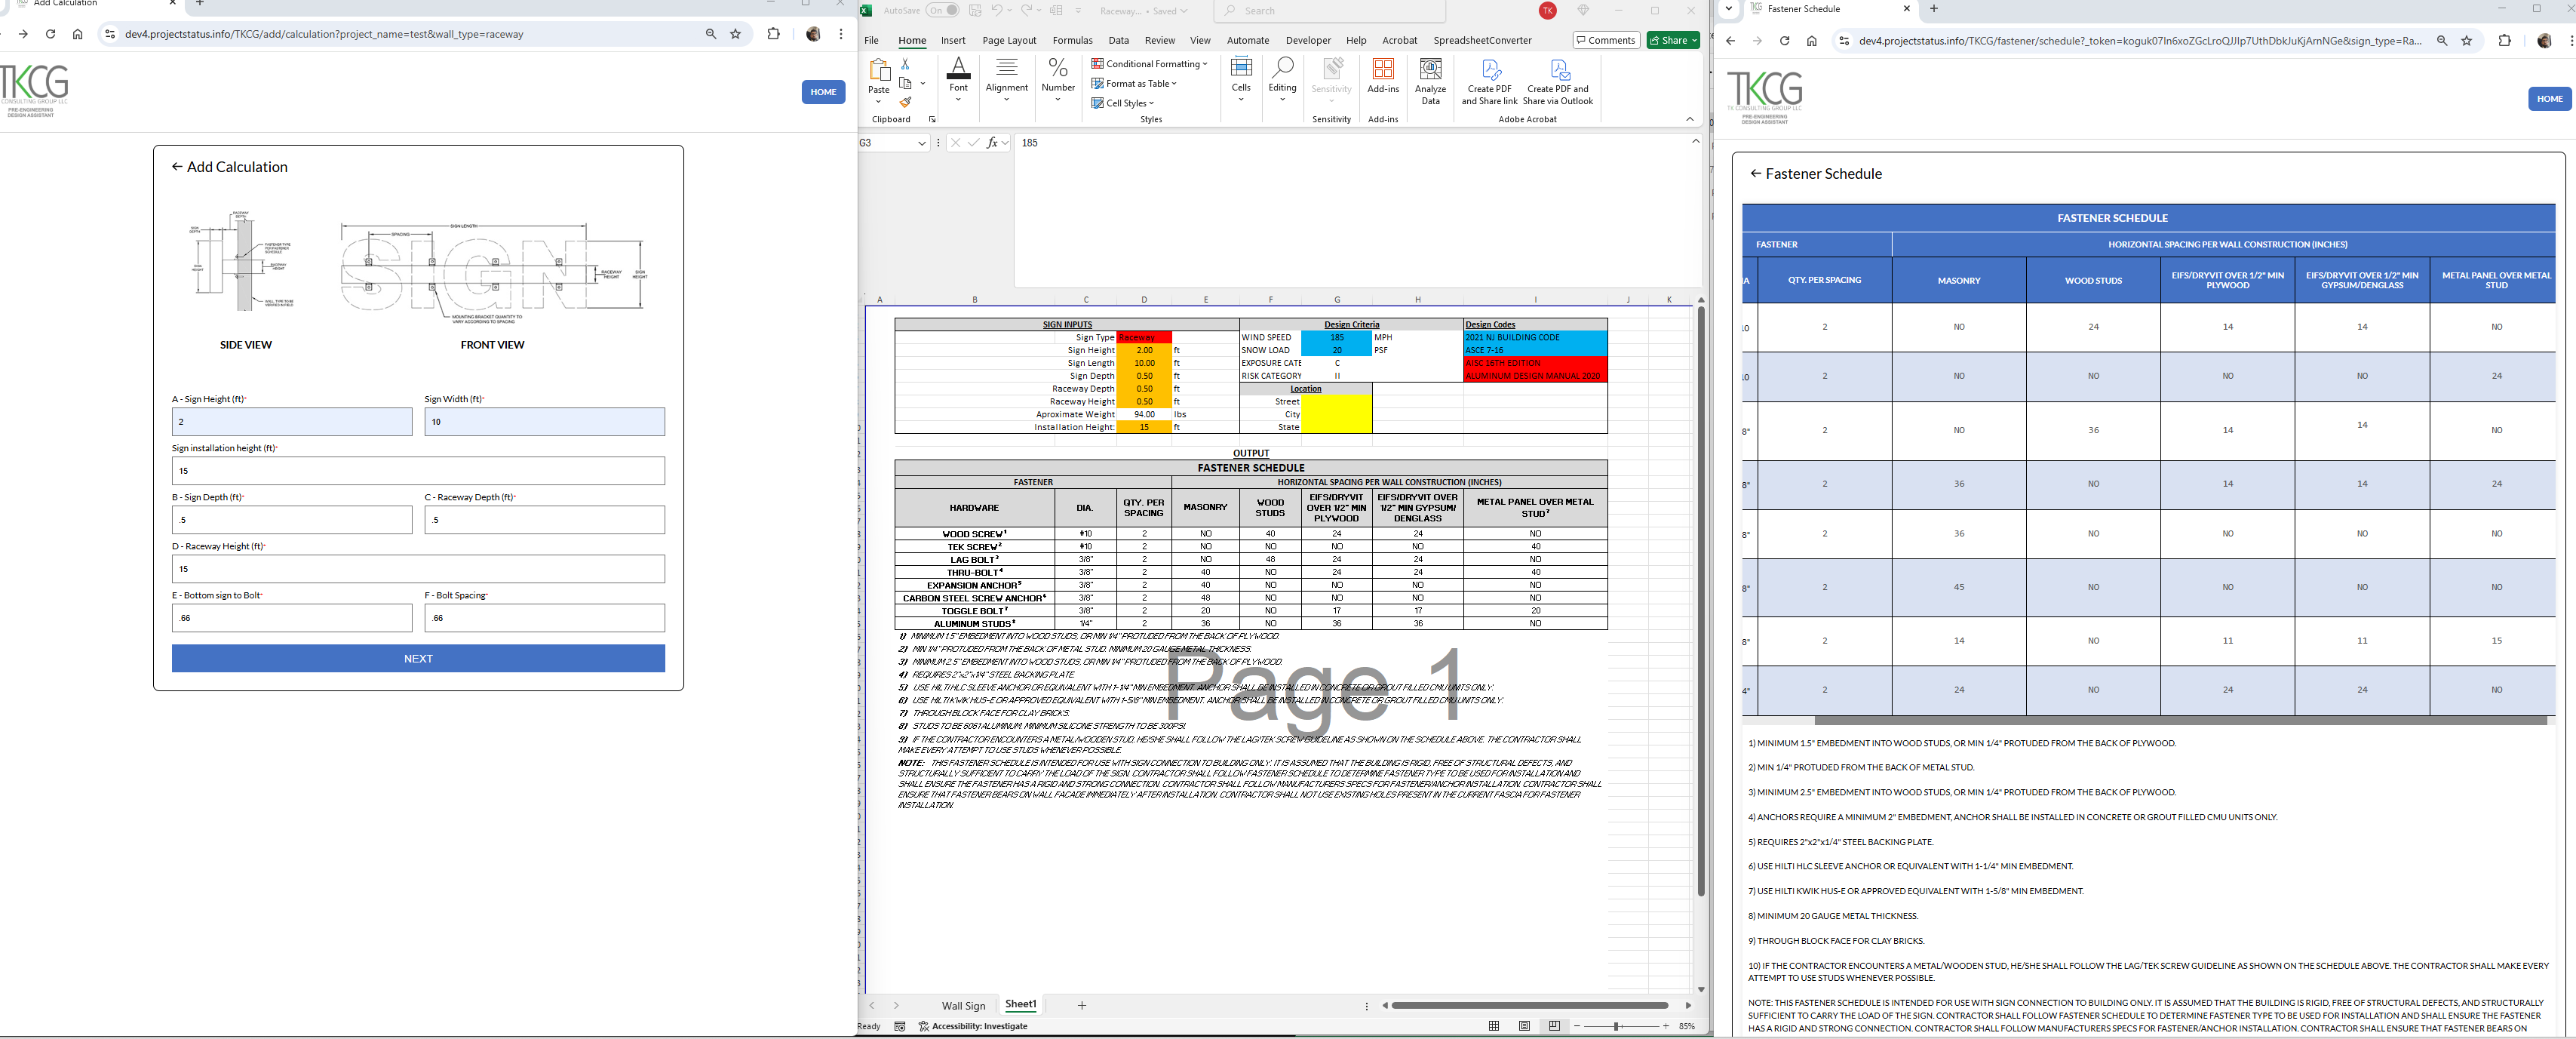 Add Calculation
dev4.projectstatus.info/TKCG/add/calculation?project_name=test&wall_type=raceway
TKCG
CONSULTING GROUP LLC
PRE-ENGINEERING
DESIGN ASSISTANT
HOME
← Add Calculation
SIGN LENGTH
SPACING
RACEWAY HEIGHT
SIGN HEIGHT
MOUNTING BRACKET QUANTITY TO
VARY ACCORDING TO SPACING
SIDE VIEW
FRONT VIEW
A - Sign Height (ft)*
Sign Width (ft)*
2
10
Sign installation height (ft)*
15
B - Sign Depth (ft)*
C - Raceway Depth (ft)*
.5
.5
D - Raceway Height (ft)*
15
E - Bottom sign to Bolt*
F - Bolt Spacing*
.66
.66
NEXT
AutoSave On
Raceway... • Saved
Search
TK
File Home Insert Page Layout Formulas Data Review View Automate Developer Help Acrobat SpreadsheetConverter
Comments Share
Paste
Font
Alignment
Number
Conditional Formatting
Format as Table
Cell Styles
Cells
Editing
Sensitivity
Add-ins
Analyze Data
Create PDF and Share link
Create PDF and Share via Outlook
Clipboard
Styles
Sensitivity
Add-ins
Adobe Acrobat
G3
fx
185
A B C D E F G H I J K
SIGN INPUTS Design Criteria Design Codes
Sign Type Raceway WIND SPEED 185 MPH 2021 NJ BUILDING CODE
Sign Height 2.00 ft SNOW LOAD 20 PSF ASCE 7-16
Sign Length 10.00 ft EXPOSURE CATE C AISC 16TH EDITION
Sign Depth 0.50 ft RISK CATEGORY II ALUMINUM DESIGN MANUAL 2020
Raceway Depth 0.50 ft Location
Raceway Height 0.50 ft Street
Aproximate Weight 94.00 lbs City
Installation Height: 15 ft State
OUTPUT
FASTENER SCHEDULE
FASTENER HORIZONTAL SPACING PER WALL CONSTRUCTION (INCHES)
HARDWARE DIA. QTY. PER SPACING MASONRY WOOD STUDS EIFS/DRYVIT OVER 1/2" MIN PLYWOOD EIFS/DRYVIT OVER 1/2" MIN GYPSUM/ DENGLASS METAL PANEL OVER METAL STUD7
WOOD SCREW1 #10 2 NO 40 24 24 NO
TEK SCREW2 #10 2 NO NO NO NO 40
LAG BOLT3 3/8" 2 NO 48 24 24 NO
THRU-BOLT4 3/8" 2 40 NO 24 24 40
EXPANSION ANCHOR5 3/8" 2 40 NO NO NO NO
CARBON STEEL SCREW ANCHOR6 3/8" 2 48 NO NO NO NO
TOGGLE BOLT7 3/8" 2 20 NO 17 17 20
ALUMINUM STUDS8 1/4" 2 36 NO 36 36 NO
1) MINIMUM 1.5" EMBEDMENT INTO WOOD STUDS, OR MIN 1/4" PROTUDED FROM THE BACK OF PLYWOOD.
2) MIN 1/4" PROTUDED FROM THE BACK OF METAL STUD. MINIMUM 20 GAUGE METAL THICKNESS.
3) MINIMUM 2.5" EMBEDMENT INTO WOOD STUDS, OR MIN 1/4" PROTUDED FROM THE BACK OF PLYWOOD.
4) REQUIRES 2"x2"x1/4" STEEL BACKING PLATE.
5) USE HILTI HLC SLEEVE ANCHOR OR EQUIVALENT WITH 1-1/4" MIN EMBEDMENT. ANCHOR SHALL BE INSTALLED IN CONCRETE OR GROUT FILLED CMU UNITS ONLY.
6) USE HILTI KWIK HUS-E OR APPROVED EQUIVALENT WITH 1-5/8" MIN EMBEDMENT. ANCHOR SHALL BE INSTALLED IN CONCRETE OR GROUT FILLED CMU UNITS ONLY.
7) THROUGH BLOCK FACE FOR CLAY BRICKS.
8) STUDS TO BE 6061 ALUMINUM. MINIMUM SILICONE STRENGTH TO BE 300PSI.
9) IF THE CONTRACTOR ENCOUNTERS A METAL/WOODEN STUD, HE/SHE SHALL FOLLOW THE LAG/TEK SCREW GUIDELINE AS SHOWN ON THE SCHEDULE ABOVE. THE CONTRACTOR SHALL
MAKE EVERY ATTEMPT TO USE STUDS WHENEVER POSSIBLE.
NOTE: THIS FASTENER SCHEDULE IS INTENDED FOR USE WITH SIGN CONNECTION TO BUILDING ONLY. IT IS ASSUMED THAT THE BUILDING IS RIGID, FREE OF STRUCTURAL DEFECTS, AND
STRUCTURALLY SUFFICIENT TO CARRY THE LOAD OF THE SIGN. CONTRACTOR SHALL FOLLOW FASTENER SCHEDULE TO DETERMINE FASTENER TYPE TO BE USED FOR INSTALLATION AND
SHALL ENSURE THE FASTENER HAS A RIGID AND STRONG CONNECTION. CONTRACTOR SHALL FOLLOW MANUFACTURERS SPECS FOR FASTENER/ANCHOR INSTALLATION. CONTRACTOR SHALL
ENSURE THAT FASTENER BEARS ON WALL FACADE IMMEDIATELY AFTER INSTALLATION. CONTRACTOR SHALL NOT USE EXISTING HOLES PRESENT IN THE CURRENT FASCIA FOR FASTENER
INSTALLATION.
Page 1
Wall Sign Sheet1
Ready Accessibility: Investigate 85%
Fastener Schedule
dev4.projectstatus.info/TKCG/fastener/schedule?_token=koguk07In6xoZGcLroQJJIp7UthDbkJuKjArnNGe&sign_type=Ra...
TKCG
TK CONSULTING GROUP LLC
PRE-ENGINEERING
DESIGN ASSISTANT
HOME
← Fastener Schedule
FASTENER SCHEDULE
FASTENER HORIZONTAL SPACING PER WALL CONSTRUCTION (INCHES)
A QTY. PER SPACING MASONRY WOOD STUDS EIFS/DRYVIT OVER 1/2" MIN PLYWOOD EIFS/DRYVIT OVER 1/2" MIN GYPSUM/DENGLASS METAL PANEL OVER METAL STUD
10 2 NO 24 14 14 NO
10 2 NO NO NO NO 24
8" 2 NO 36 14 14 NO
8" 2 36 NO 14 14 24
8" 2 36 NO NO NO NO
8" 2 45 NO NO NO NO
8" 2 14 NO 11 11 15
4" 2 24 NO 24 24 NO
1) MINIMUM 1.5" EMBEDMENT INTO WOOD STUDS, OR MIN 1/4" PROTUDED FROM THE BACK OF PLYWOOD.
2) MIN 1/4" PROTUDED FROM THE BACK OF METAL STUD.
3) MINIMUM 2.5" EMBEDMENT INTO WOOD STUDS, OR MIN 1/4" PROTUDED FROM THE BACK OF PLYWOOD.
4) ANCHORS REQUIRE A MINIMUM 2" EMBEDMENT, ANCHOR SHALL BE INSTALLED IN CONCRETE OR GROUT FILLED CMU UNITS ONLY.
5) REQUIRES 2"x2"x1/4" STEEL BACKING PLATE.
6) USE HILTI HLC SLEEVE ANCHOR OR EQUIVALENT WITH 1-1/4" MIN EMBEDMENT.
7) USE HILTI KWIK HUS-E OR APPROVED EQUIVALENT WITH 1-5/8" MIN EMBEDMENT.
8) MINIMUM 20 GAUGE METAL THICKNESS.
9) THROUGH BLOCK FACE FOR CLAY BRICKS.
10) IF THE CONTRACTOR ENCOUNTERS A METAL/WOODEN STUD, HE/SHE SHALL FOLLOW THE LAG/TEK SCREW GUIDELINE AS SHOWN ON THE SCHEDULE ABOVE. THE CONTRACTOR SHALL MAKE EVERY
ATTEMPT TO USE STUDS WHENEVER POSSIBLE.
NOTE: THIS FASTENER SCHEDULE IS INTENDED FOR USE WITH SIGN CONNECTION TO BUILDING ONLY. IT IS ASSUMED THAT THE BUILDING IS RIGID, FREE OF STRUCTURAL DEFECTS, AND STRUCTURALLY
SUFFICIENT TO CARRY THE LOAD OF THE SIGN. CONTRACTOR SHALL FOLLOW FASTENER SCHEDULE TO DETERMINE FASTENER TYPE TO BE USED FOR INSTALLATION AND SHALL ENSURE THE FASTENER
HAS A RIGID AND STRONG CONNECTION. CONTRACTOR SHALL FOLLOW MANUFACTURERS SPECS FOR FASTENER/ANCHOR INSTALLATION. CONTRACTOR SHALL ENSURE THAT FASTENER BEARS ON